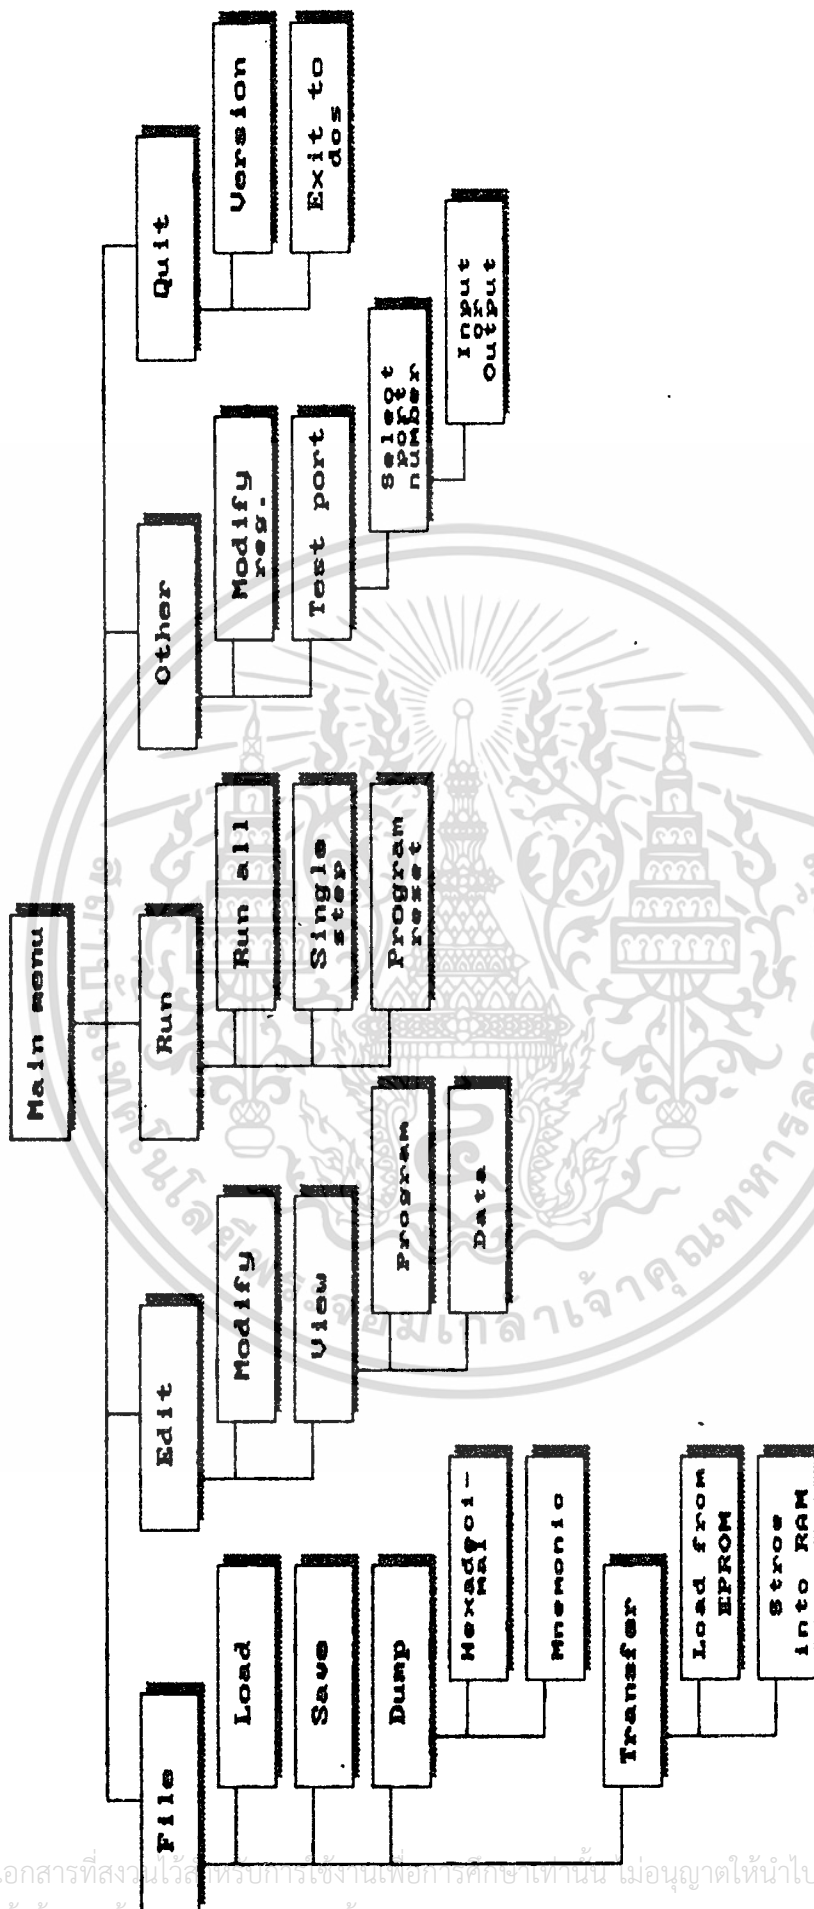 Main menu
File
Load
Save
Dump
Hexadeci-
mal
Mnemonic
Transfer
Load from
EPROM
Stroe
into RAM
Edit
Modify
View
Program
Data
Run
Run all
Single
step
Program
reset
Other
Modify
reg.
Test port
Select
port
number
Input
or
output
Quit
Version
Exit to
dos